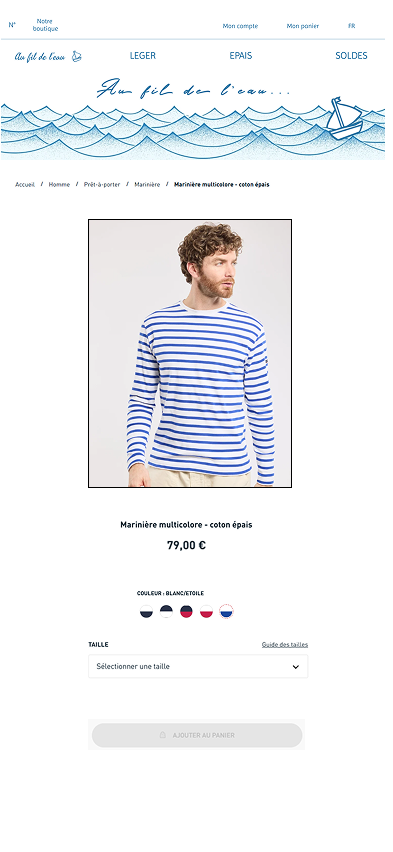 N°
Notre
boutique
Mon compte
Mon panier
FR
Au fil de l'eau
LEGER
EPAIS
SOLDES
Au fil de l'eau...
Accueil / Homme / Prêt-à-porter / Marinière / Marinière multicolore - coton épais
Marinière multicolore - coton épais
79,00 €
COULEUR : BLANC/ETOILE
TAILLE
Guide des tailles
Sélectionner une taille
AJOUTER AU PANIER